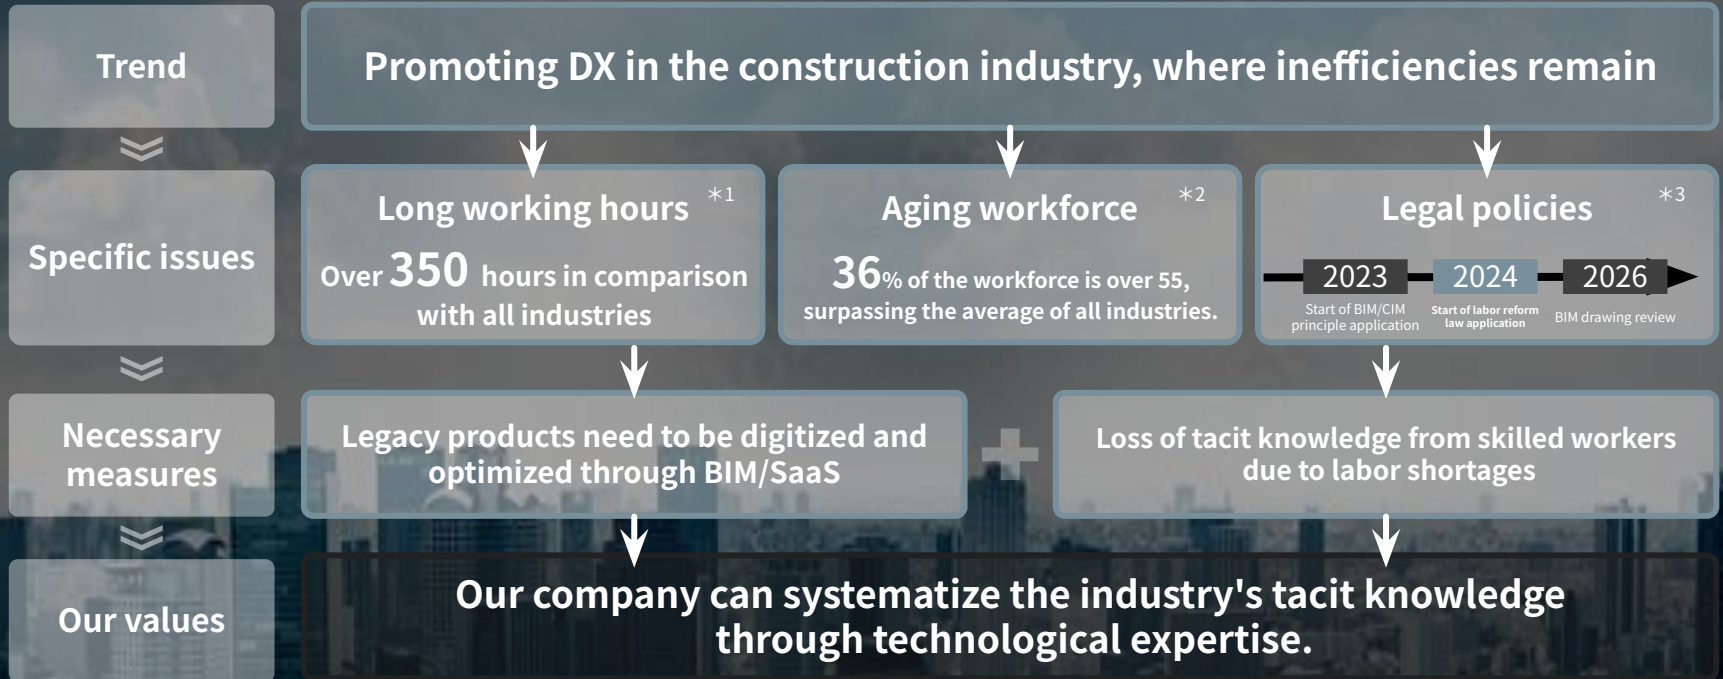 Trend
Promoting DX in the construction industry, where inefficiencies remain
Specific issues
Long working hours
＊1
Over 350 hours in comparison
with all industries
Aging workforce
＊2
36% of the workforce is over 55,
surpassing the average of all industries.
Legal policies
＊3
2023
2024
2026
Start of BIM/CIM
principle application
Start of labor reform
law application
BIM drawing review
Necessary
measures
Legacy products need to be digitized and
optimized through BIM/SaaS
Loss of tacit knowledge from skilled workers
due to labor shortages
Our values
Our company can systematize the industry's tacit knowledge
through technological expertise.